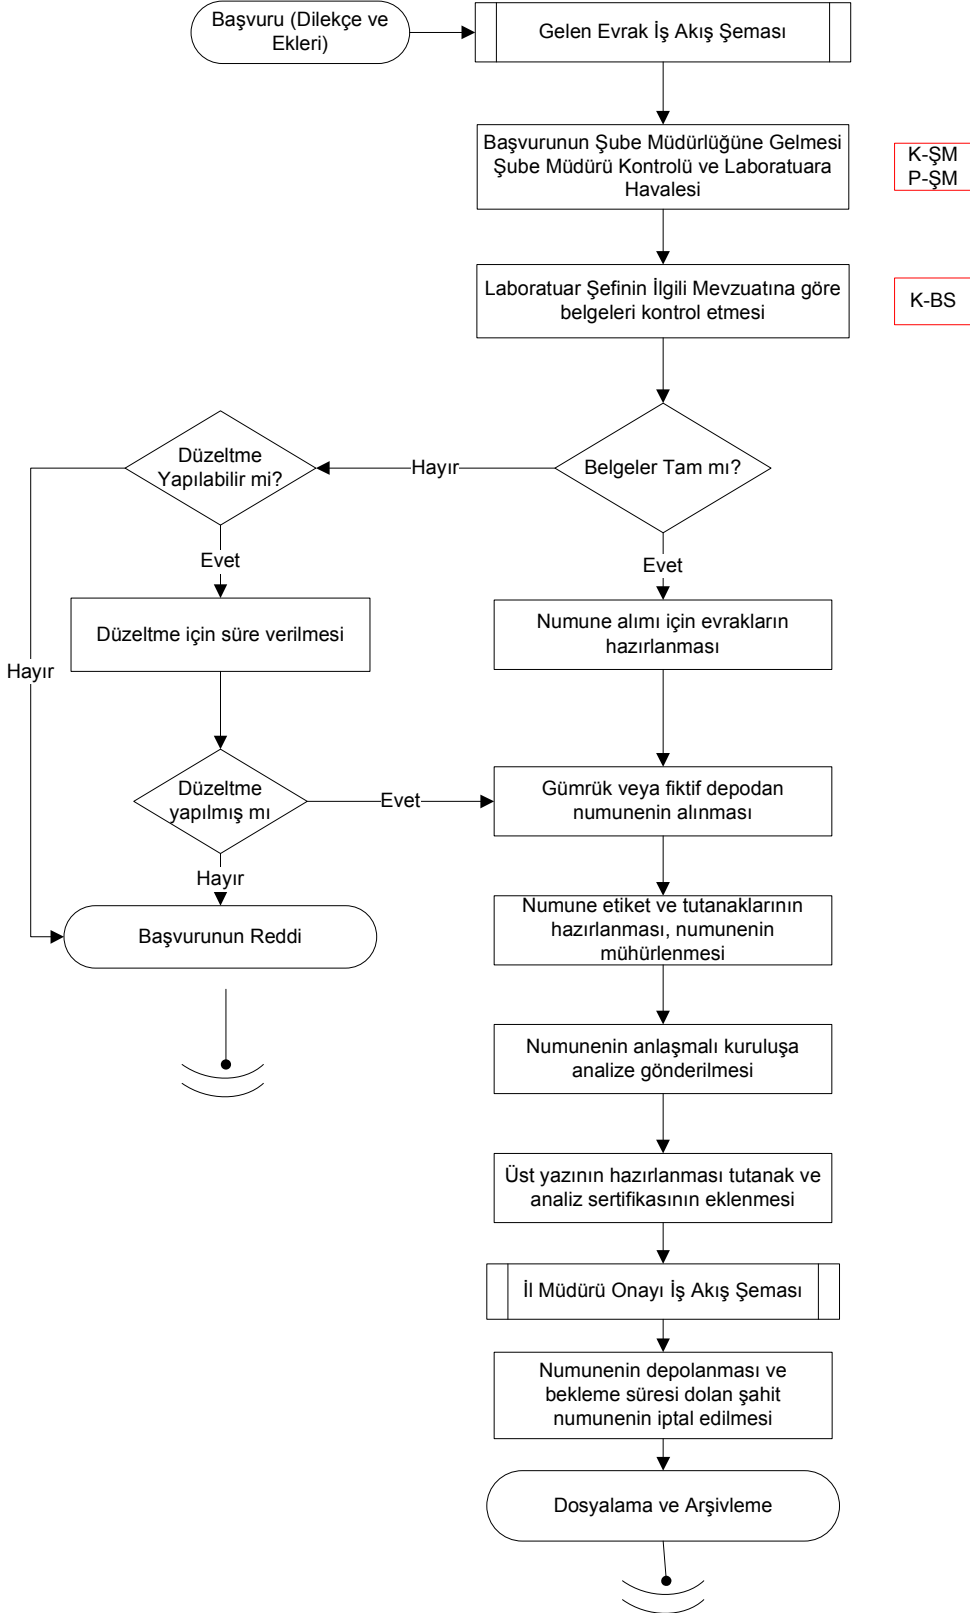 Başvuru (Dilekçe ve
Ekleri)
Gelen Evrak İş Akış Şeması
Başvurunun Şube Müdürlüğüne Gelmesi
Şube Müdürü Kontrolü ve Laboratuara
Havalesi
K-ŞM
P-ŞM
Laboratuar Şefinin İlgili Mevzuatına göre
belgeleri kontrol etmesi
K-BS
Düzeltme
Yapılabilir mi?
Hayır
Belgeler Tam mı?
Evet
Evet
Düzeltme için süre verilmesi
Numune alımı için evrakların
hazırlanması
Hayır
Düzeltme
yapılmış mı
Evet
Gümrük veya fiktif depodan
numunenin alınması
Hayır
Başvurunun Reddi
Numune etiket ve tutanaklarının
hazırlanması, numunenin
mühürlenmesi
Numunenin anlaşmalı kuruluşa
analize gönderilmesi
Üst yazının hazırlanması tutanak ve
analiz sertifikasının eklenmesi
İl Müdürü Onayı İş Akış Şeması
Numunenin depolanması ve
bekleme süresi dolan şahit
numunenin iptal edilmesi
Dosyalama ve Arşivleme